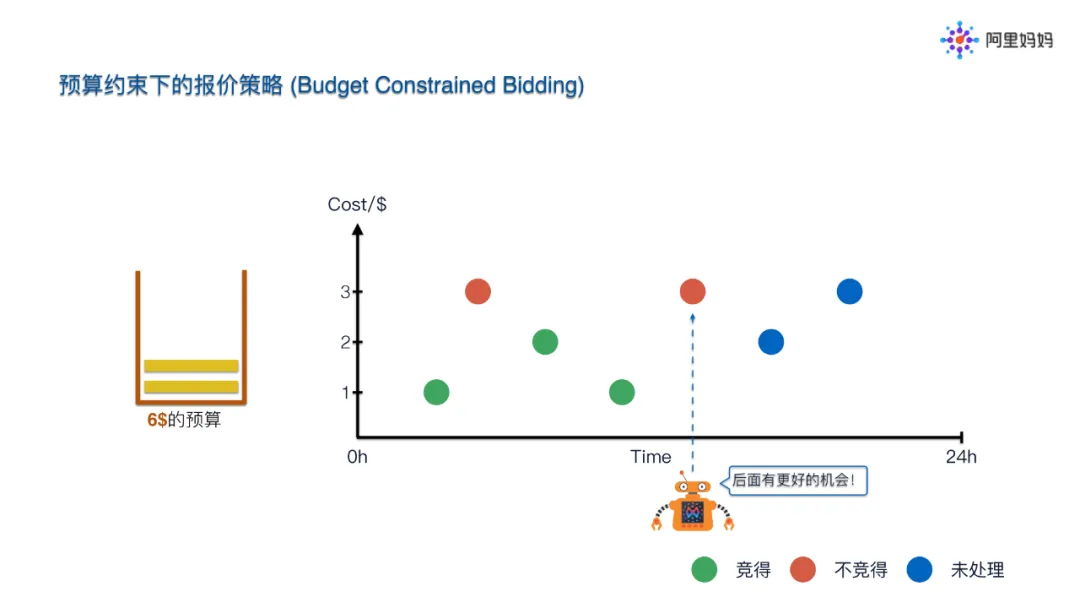 阿里妈妈
预算约束下的报价策略 (Budget Constrained Bidding)
Cost/$
3
2
1
6$的预算
0h
Time
24h
后面有更好的机会!
竞得
不竞得
未处理